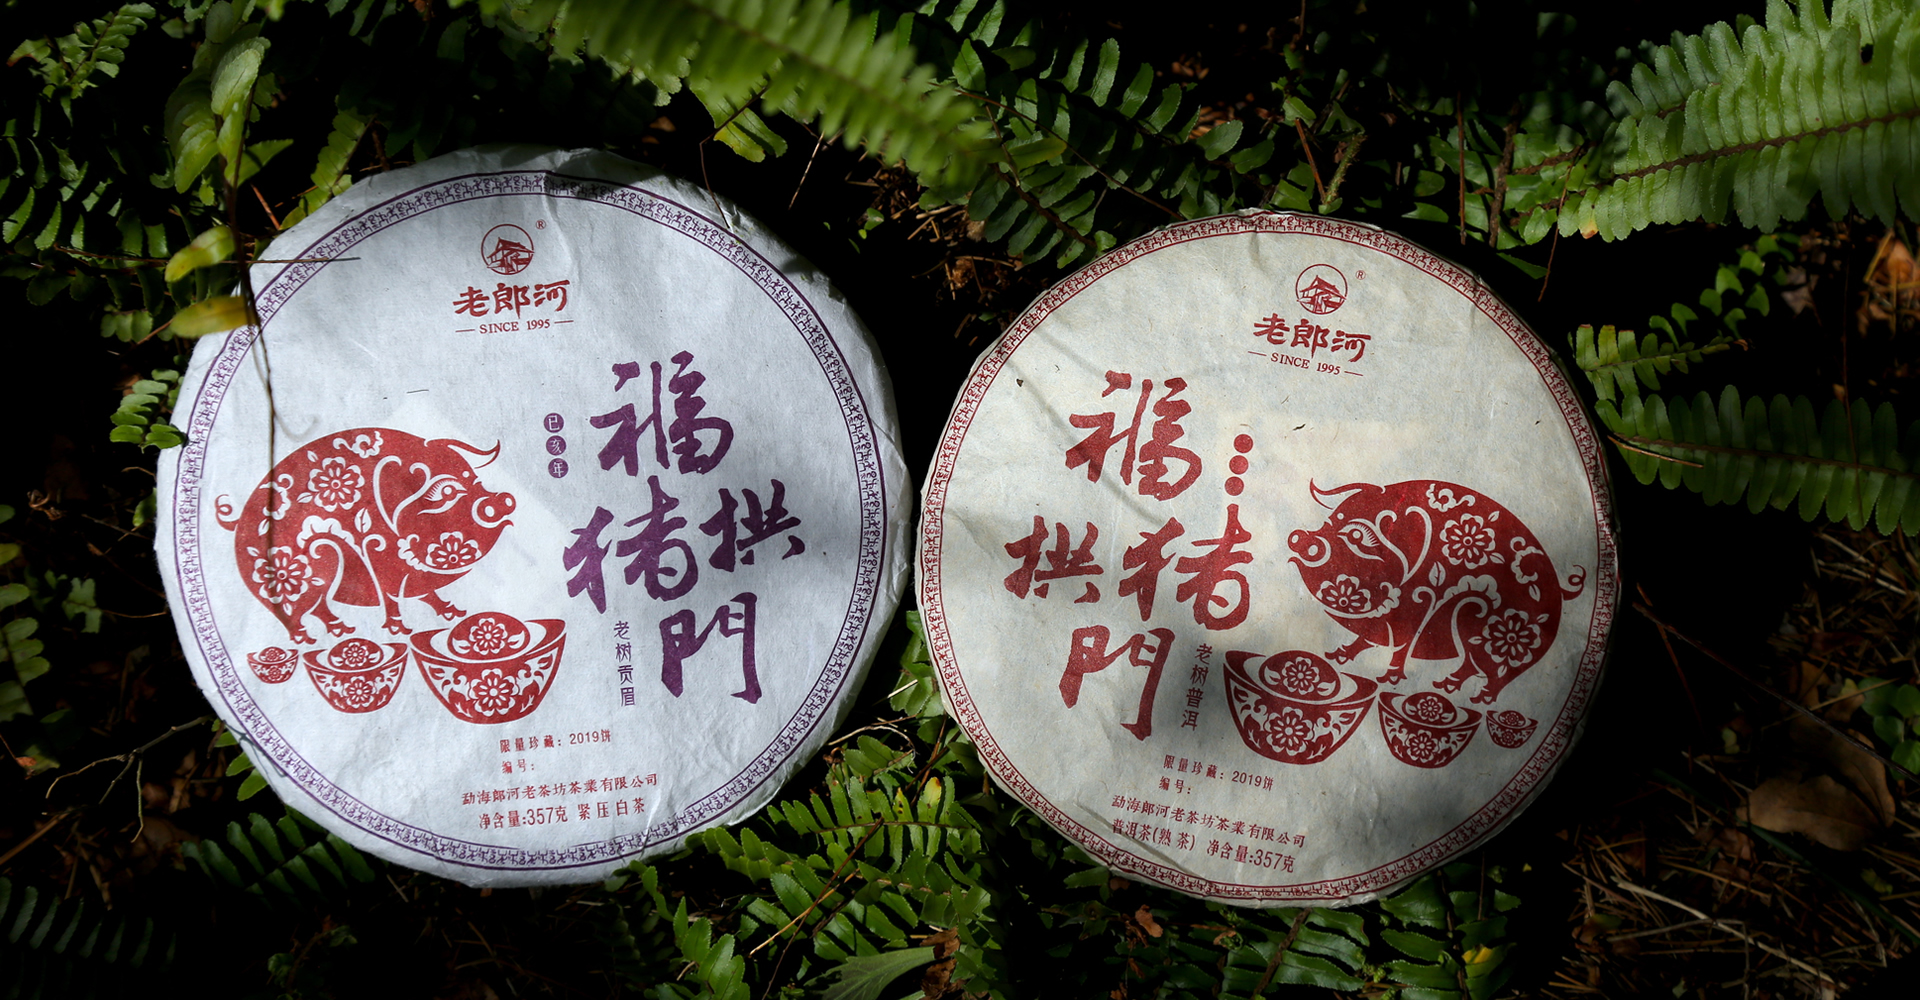 ®
老郎河
SINCE 1995
己亥年
福
猪拱
門
老树贡眉
限量珍藏：2019饼
编号：
勐海郎河老茶坊茶業有限公司
净含量:357克 紧压白茶
®
老郎河
SINCE 1995
福
拱猪
門
老树普洱
限量珍藏：2019饼
编号：
勐海郎河老茶坊茶業有限公司
普洱茶(熟茶) 净含量:357克